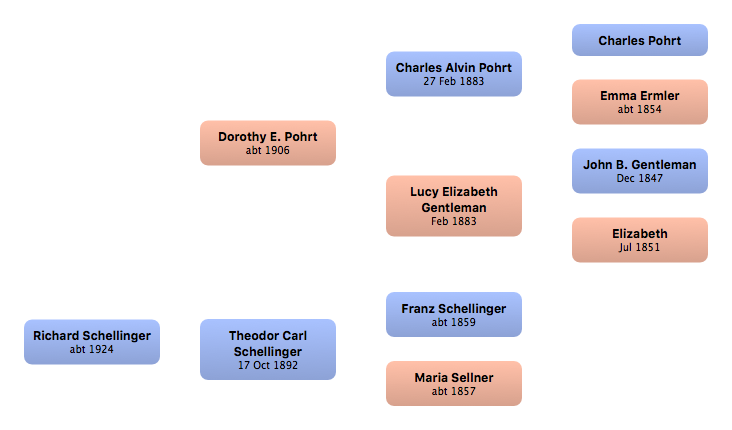 Charles Pohrt
Charles Alvin Pohrt
27 Feb 1883
Emma Ermler
abt 1854
Dorothy E. Pohrt
abt 1906
John B. Gentleman
Dec 1847
Lucy Elizabeth
Gentleman
Feb 1883
Elizabeth
Jul 1851
Franz Schellinger
abt 1859
Richard Schellinger
abt 1924
Theodor Carl
Schellinger
17 Oct 1892
Maria Sellner
abt 1857